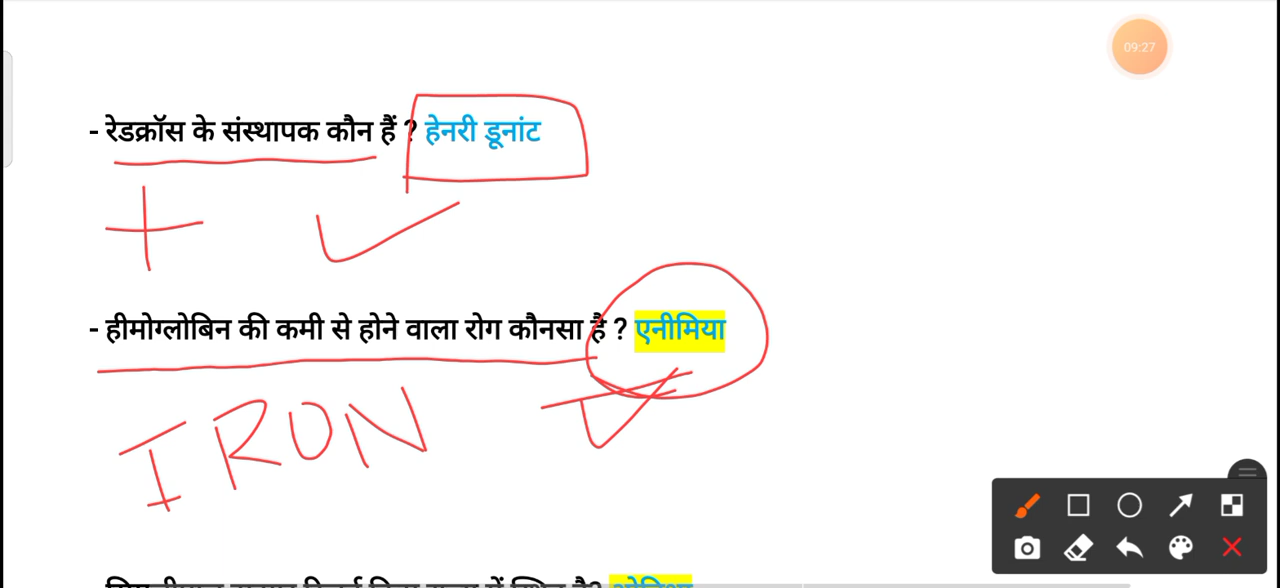 09:27
- रेडक्रॉस के संस्थापक कौन हैं ? हेनरी डूनांट
- हीमोग्लोबिन की कमी से होने वाला रोग कौनसा है ? एनीमिया
IRON